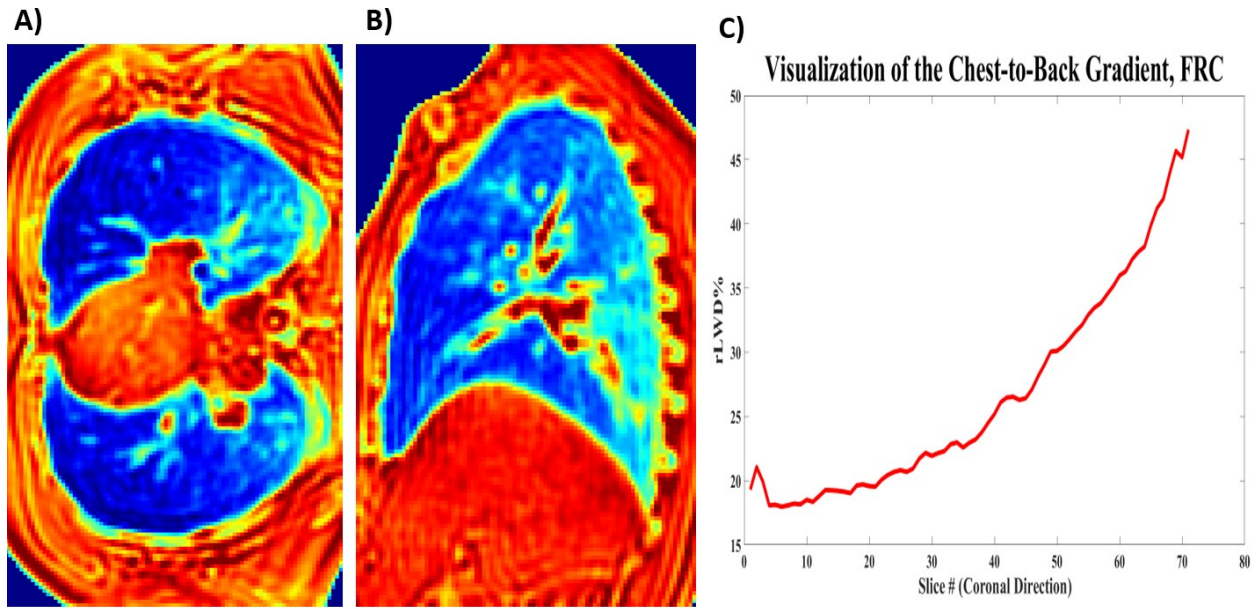 A)
B)
C)
Visualization of the Chest-to-Back Gradient, FRC
50
45
40
35
30
25
20
15
rLWD%
0
10
20
30
40
50
60
70
80
Slice # (Coronal Direction)